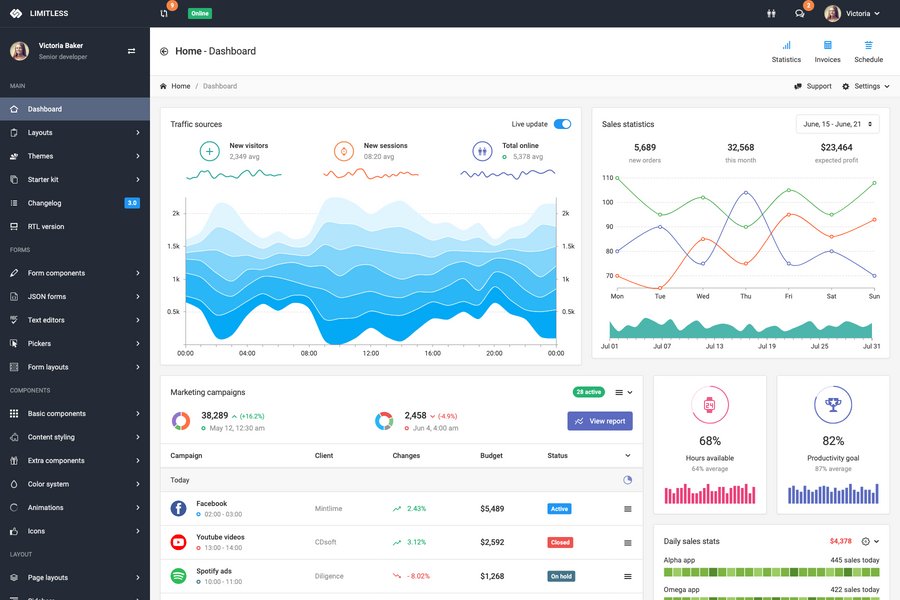 LIMITLESS
9
Online
2
Victoria
Victoria Baker
Senior developer
MAIN
Dashboard
Layouts
Themes
Starter kit
Changelog 3.0
RTL version
FORMS
Form components
JSON forms
Text editors
Pickers
Form layouts
COMPONENTS
Basic components
Content styling
Extra components
Color system
Animations
Icons
LAYOUT
Page layouts
Home - Dashboard
Statistics Invoices Schedule
Home / Dashboard
Support Settings
Traffic sources
Live update
New visitors
2,349 avg
New sessions
08:20 avg
Total online
5,378 avg
2k 2k
1.5k 1.5k
1k 1k
0.5k 0.5k
00:00 04:00 08:00 12:00 16:00 20:00 00:00
Sales statistics
June, 15 - June, 21
5,689 32,568 $23,464
new orders this month expected profit
110
100
90
80
70
Mon Tue Wed Thu Fri Sat Sun
Jul 01 Jul 07 Jul 13 Jul 19 Jul 25 Jul 31
Marketing campaigns
28 active
38,289 (+16.2%)
May 12, 12:30 am
2,458 (-4.9%)
Jun 4, 4:00 am
View report
Campaign Client Changes Budget Status
Today
Facebook
02:00 - 03:00
Mintlime 2.43% $5,489 Active
Youtube videos
13:00 - 14:00
CDsoft 3.12% $2,592 Closed
Spotify ads
10:00 - 11:00
Diligence - 8.02% $1,268 On hold
24
68%
Hours available
64% average
82%
Productivity goal
87% average
Daily sales stats $4,378
Alpha app 445 sales today
Omega app 422 sales today